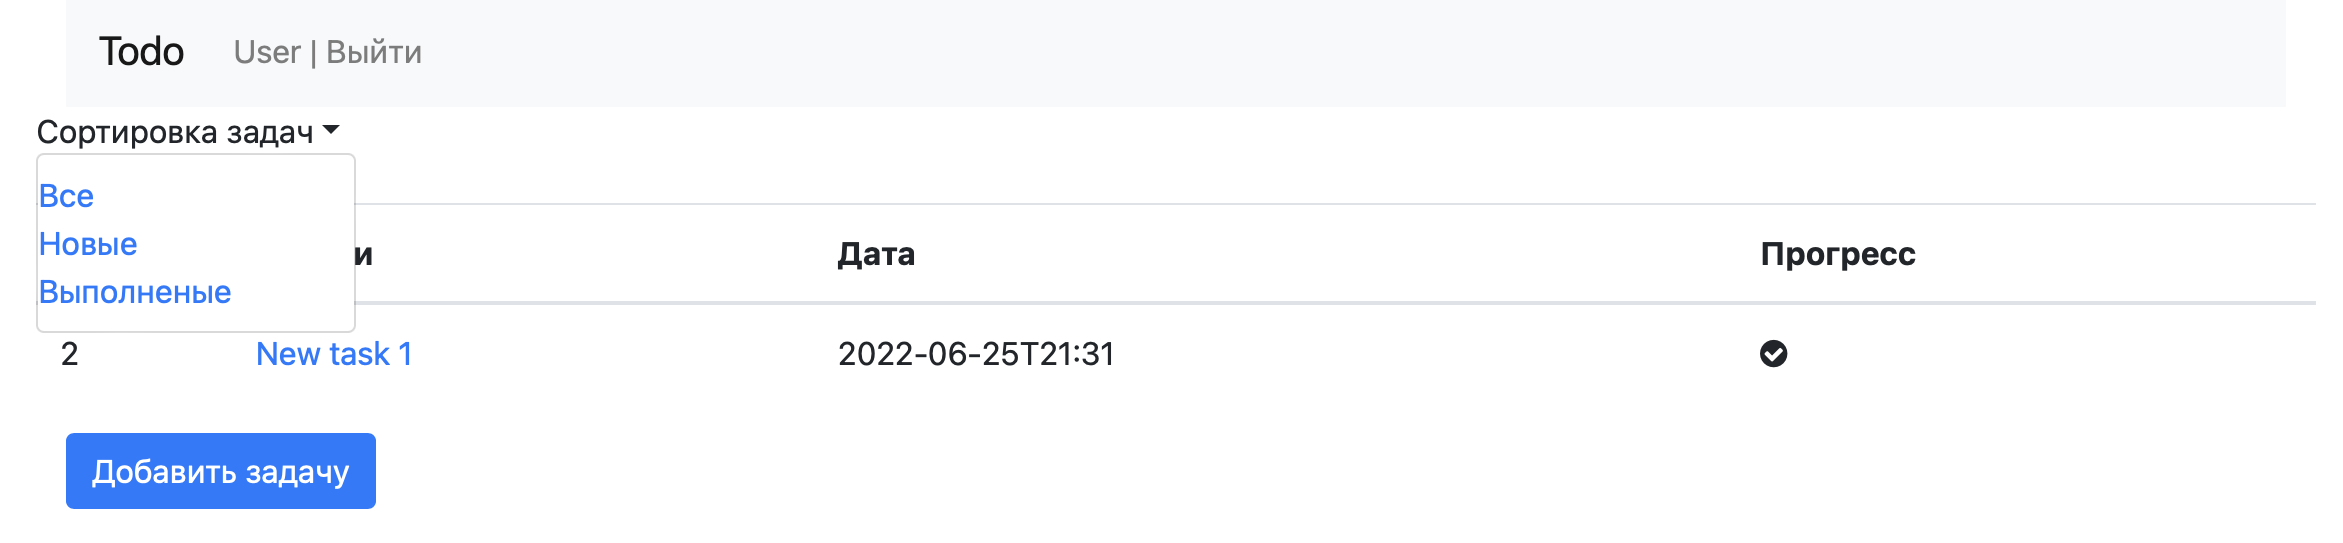 Todo User | Выйти
Сортировка задач
Все
Новые
Выполненые
Дата Прогресс
2 New task 1 2022-06-25T21:31
Добавить задачу